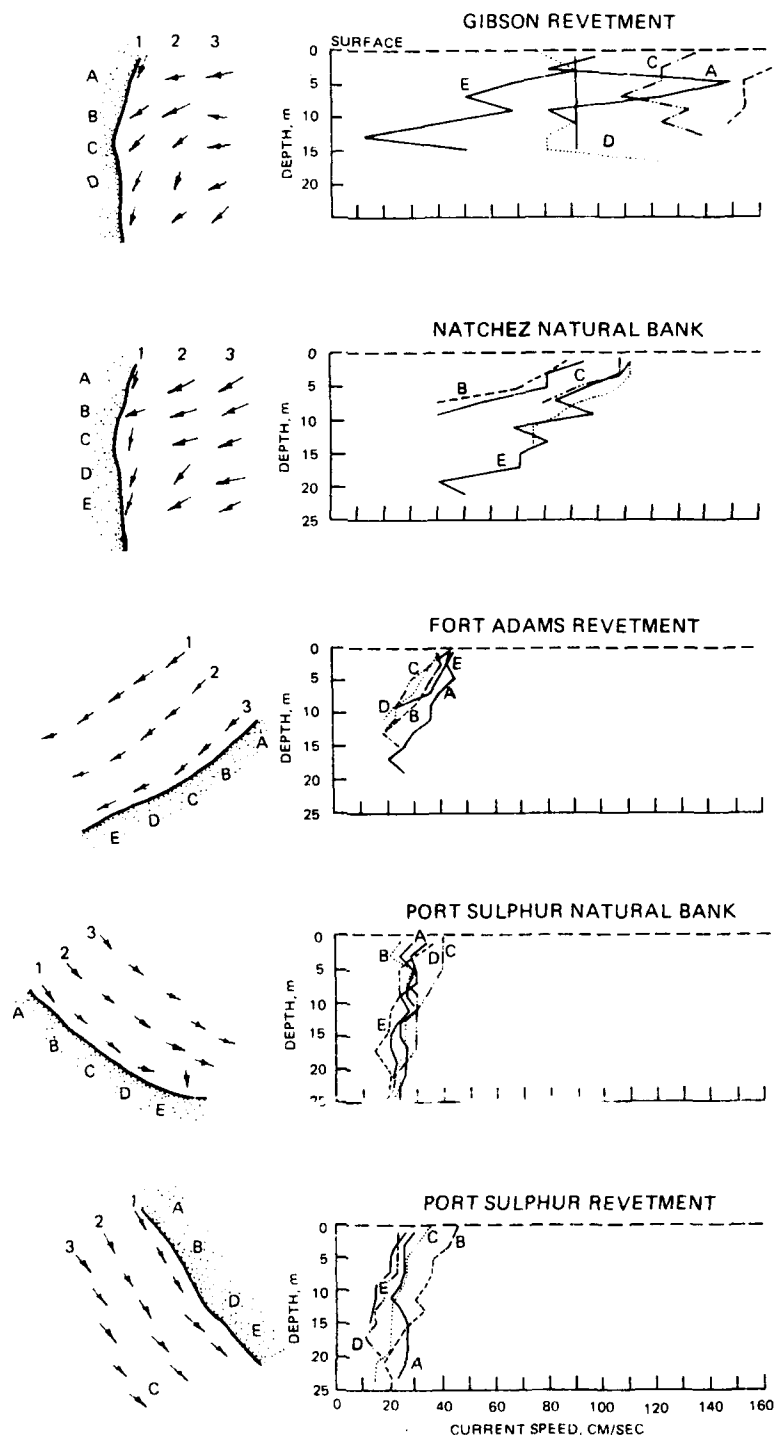 GIBSON REVETMENT
1 2 3
A
B
C
D
SURFACE
0
5
10
15
20
DEPTH, m
E
C
A
D
NATCHEZ NATURAL BANK
1 2 3
A
B
C
D
E
0
5
10
15
20
25
DEPTH, m
B
C
E
FORT ADAMS REVETMENT
1
2
3
A
B
C
D
E
0
5
10
15
20
25
DEPTH, m
C
E
D
B
A
PORT SULPHUR NATURAL BANK
3
2
1
A
B
C
D
E
0
5
10
15
20
DEPTH, m
A
B
D
C
E
PORT SULPHUR REVETMENT
1
2
3
A
B
D
E
C
0
5
10
15
20
25
DEPTH, m
C
B
E
D
A
0 20 40 60 80 100 120 140 160
CURRENT SPEED, CM/SEC